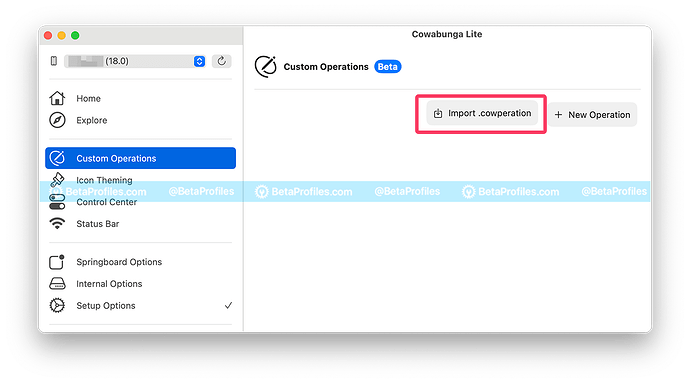 Cowabunga Lite
(18.0)
Home
Explore
Custom Operations
Icon Theming
Control Center
Status Bar
Springboard Options
Internal Options
Setup Options
Custom Operations Beta
Import .cowperation
New Operation
BetaProfiles.com @BetaProfiles BetaProfiles.com @BetaProfiles BetaProfiles.com @BetaProfiles